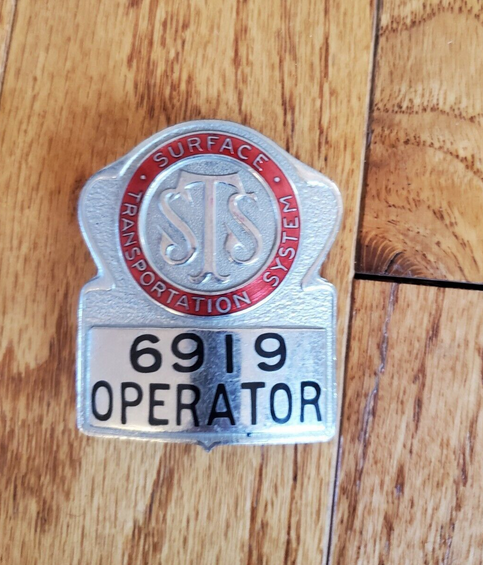 SURFACE
TRANSPORTATION SYSTEM
STS
6919
OPERATOR